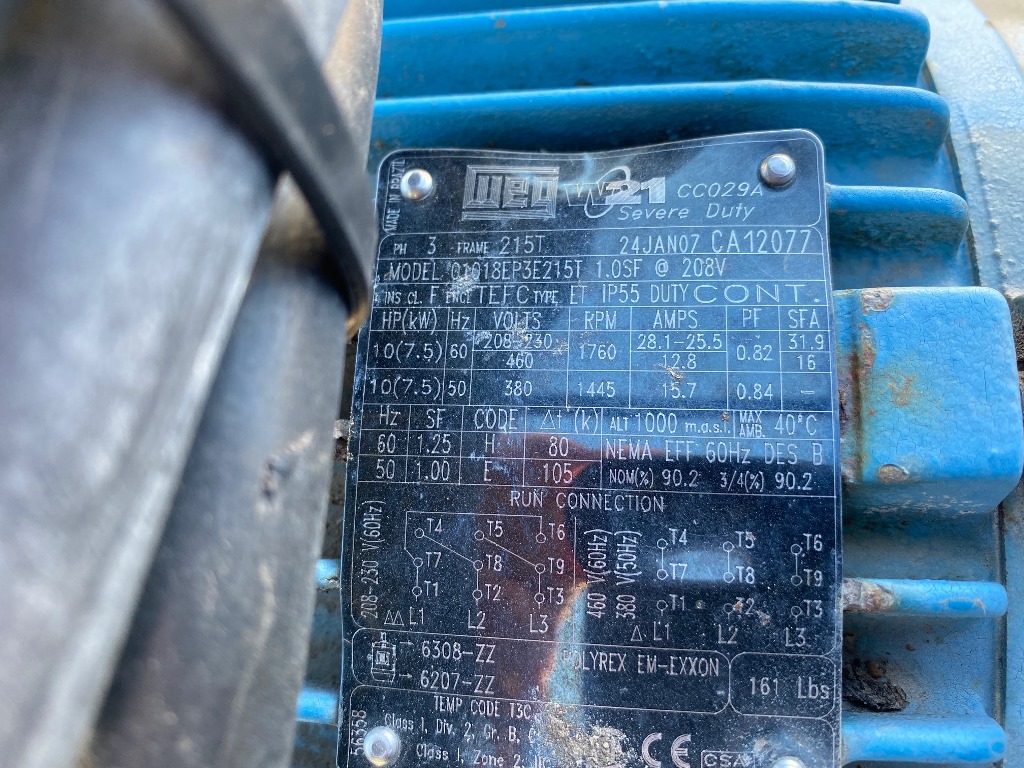 MADE IN BRAZIL
WEG W21 CC029A
Severe Duty
PH 3 FRAME 215T 24JAN07 CA12077
MODEL 01018EP3E215T 1.0SF @ 208V
INS CL. F ENCL TEFC TYPE ET IP55 DUTY CONT.
HP(kW) Hz VOLTS RPM AMPS PF SFA
10(7.5) 60 208-230 1760 28.1-25.5 0.82 31.9
460 12.8 16
10(7.5) 50 380 1445 15.7 0.84 —
Hz SF CODE Δt (k) ALT 1000 m.a.s.l. MAX AMB. 40°C
60 1.25 H 80 NEMA EFF 60Hz DES B
50 1.00 E 105 NOM(%) 90.2 3/4(%) 90.2
RUN CONNECTION
208-230 V(60Hz)
T4 T5 T6
T7 T8 T9
T1 T2 T3
ΔΔ L1 L2 L3
460 V(60Hz)
380 V(50Hz)
T4 T5 T6
T7 T8 T9
T1 T2 T3
Δ L1 L2 L3
6308-ZZ
6207-ZZ
POLYREX EM-EXXON
161 Lbs
TEMP CODE T3C
Class I, Div. 2, Gr. B,
Class I, Zone 2,
CE
CSA